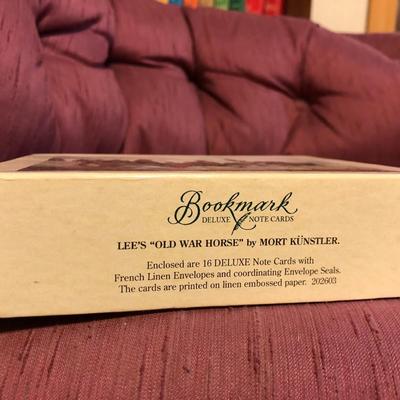 Bookmark
DELUXE NOTE CARDS
LEE'S "OLD WAR HORSE" by MORT KÜNSTLER.
Enclosed are 16 DELUXE Note Cards with
French Linen Envelopes and coordinating Envelope Seals.
The cards are printed on linen embossed paper. 202603